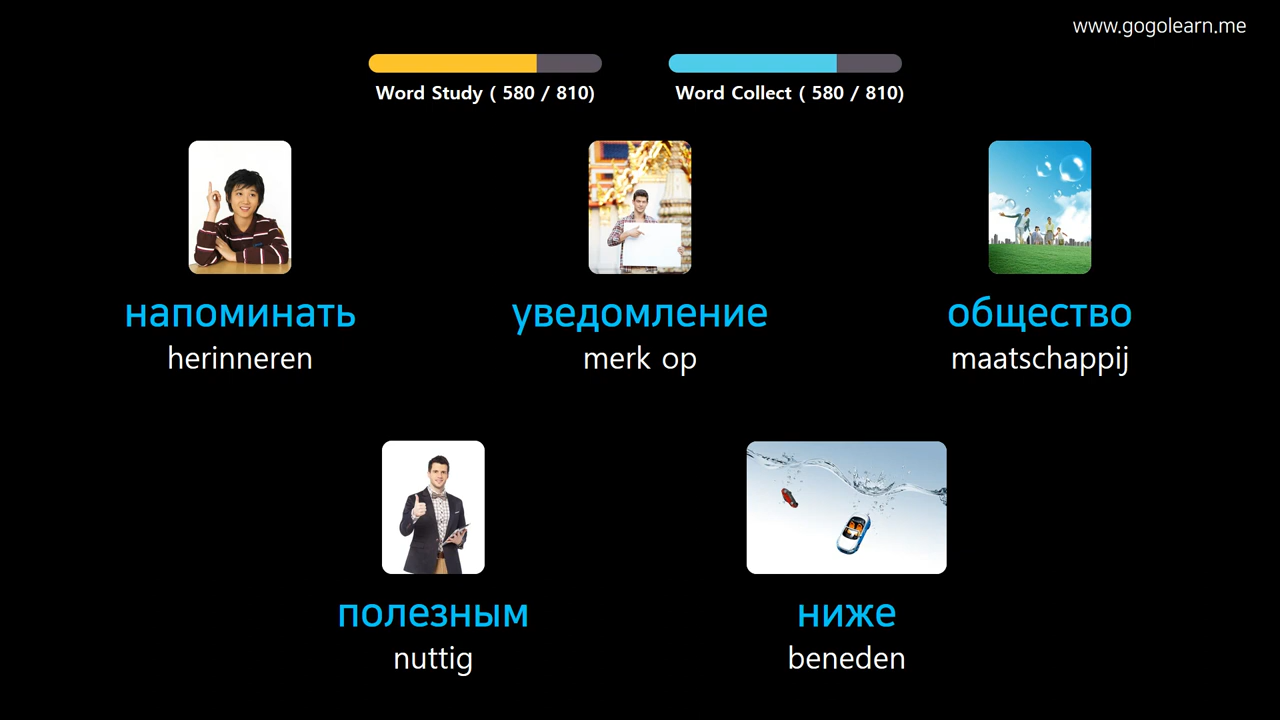 www.gogolearn.me
Word Study ( 580 / 810)
Word Collect ( 580 / 810)
напоминать
herinneren
уведомление
merk op
общество
maatschappij
полезным
nuttig
ниже
beneden